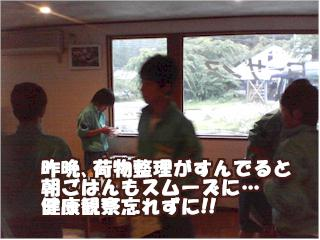 昨晩、荷物整理がすんでると
朝ごはんもスムーズに…
健康観察忘れずに!!